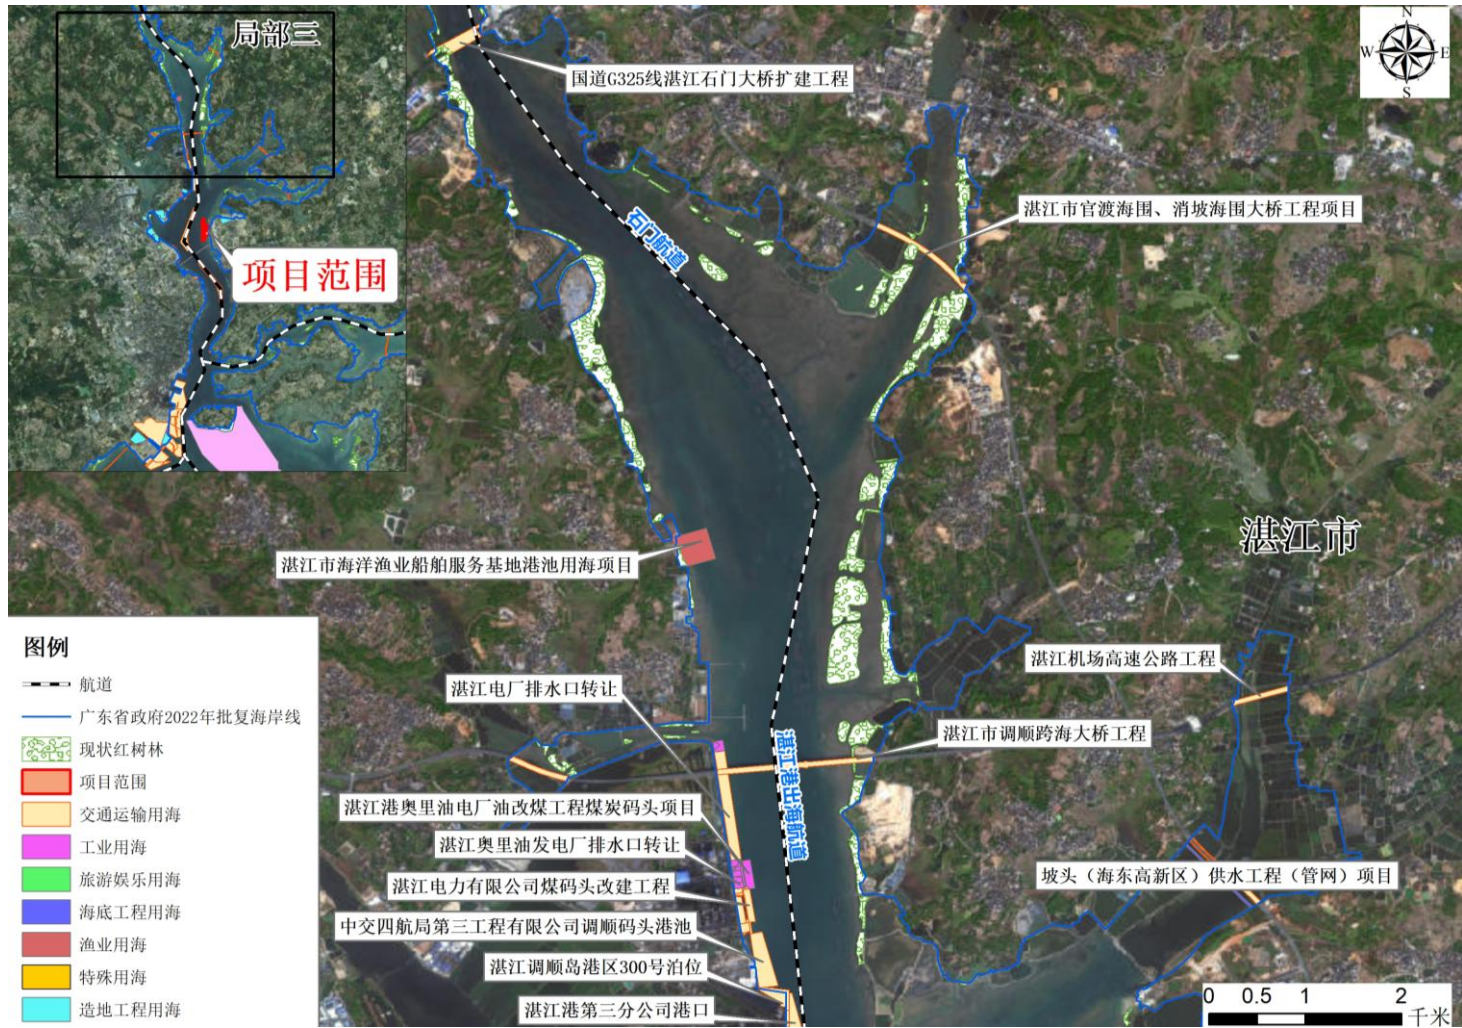 局部三
项目范围
N
W
E
S
国道G325线湛江石门大桥扩建工程
湛江市官渡海围、消坡海围大桥工程项目
石门航道
湛江市
湛江市海洋渔业船舶服务基地港池用海项目
湛江机场高速公路工程
湛江电厂排水口转让
湛江市调顺跨海大桥工程
湛江港出海航道
湛江港奥里油电厂油改煤工程煤炭码头项目
湛江奥里油发电厂排水口转让
湛江电力有限公司煤码头改建工程
坡头（海东高新区）供水工程（管网）项目
中交四航局第三工程有限公司调顺码头港池
湛江调顺岛港区300号泊位
湛江港第三分公司港口
图例
航道
广东省政府2022年批复海岸线
现状红树林
项目范围
交通运输用海
工业用海
旅游娱乐用海
海底工程用海
渔业用海
特殊用海
造地工程用海
0 0.5 1 2
千米